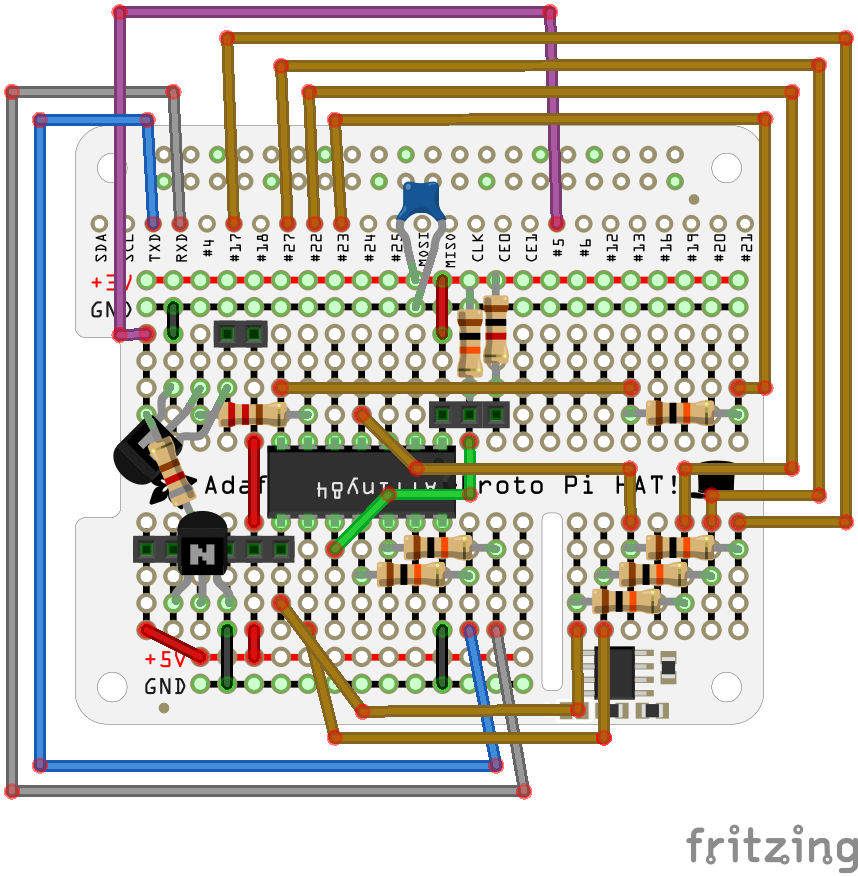 SDA SCL TXD RXD #4 #17 #18 #27 #22 #23 #24 #25 MOSI MISO CLK CE0 CE1 #5 #6 #12 #13 #16 #19 #20 #21
+3V
GND
ATtiny84
Adaf roto Pi HAT!
N
+5V
GND
fritzing